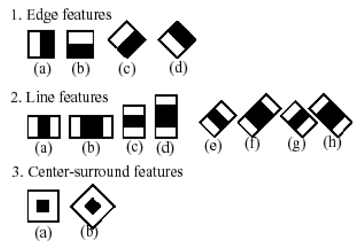 1. Edge features
(a) (b) (c) (d)
2. Line features
(a) (b) (c) (d) (e) (f) (g) (h)
3. Center-surround features
(a) (b)